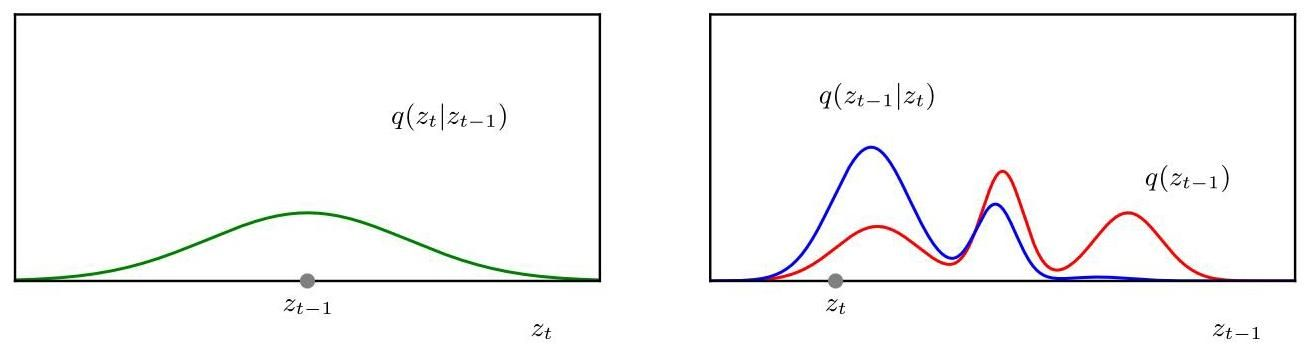 q(z_{t−1}|z_t)
q(z_t|z_{t−1})
q(z_{t−1})
z_{t−1}
z_t
z_t
z_{t−1}